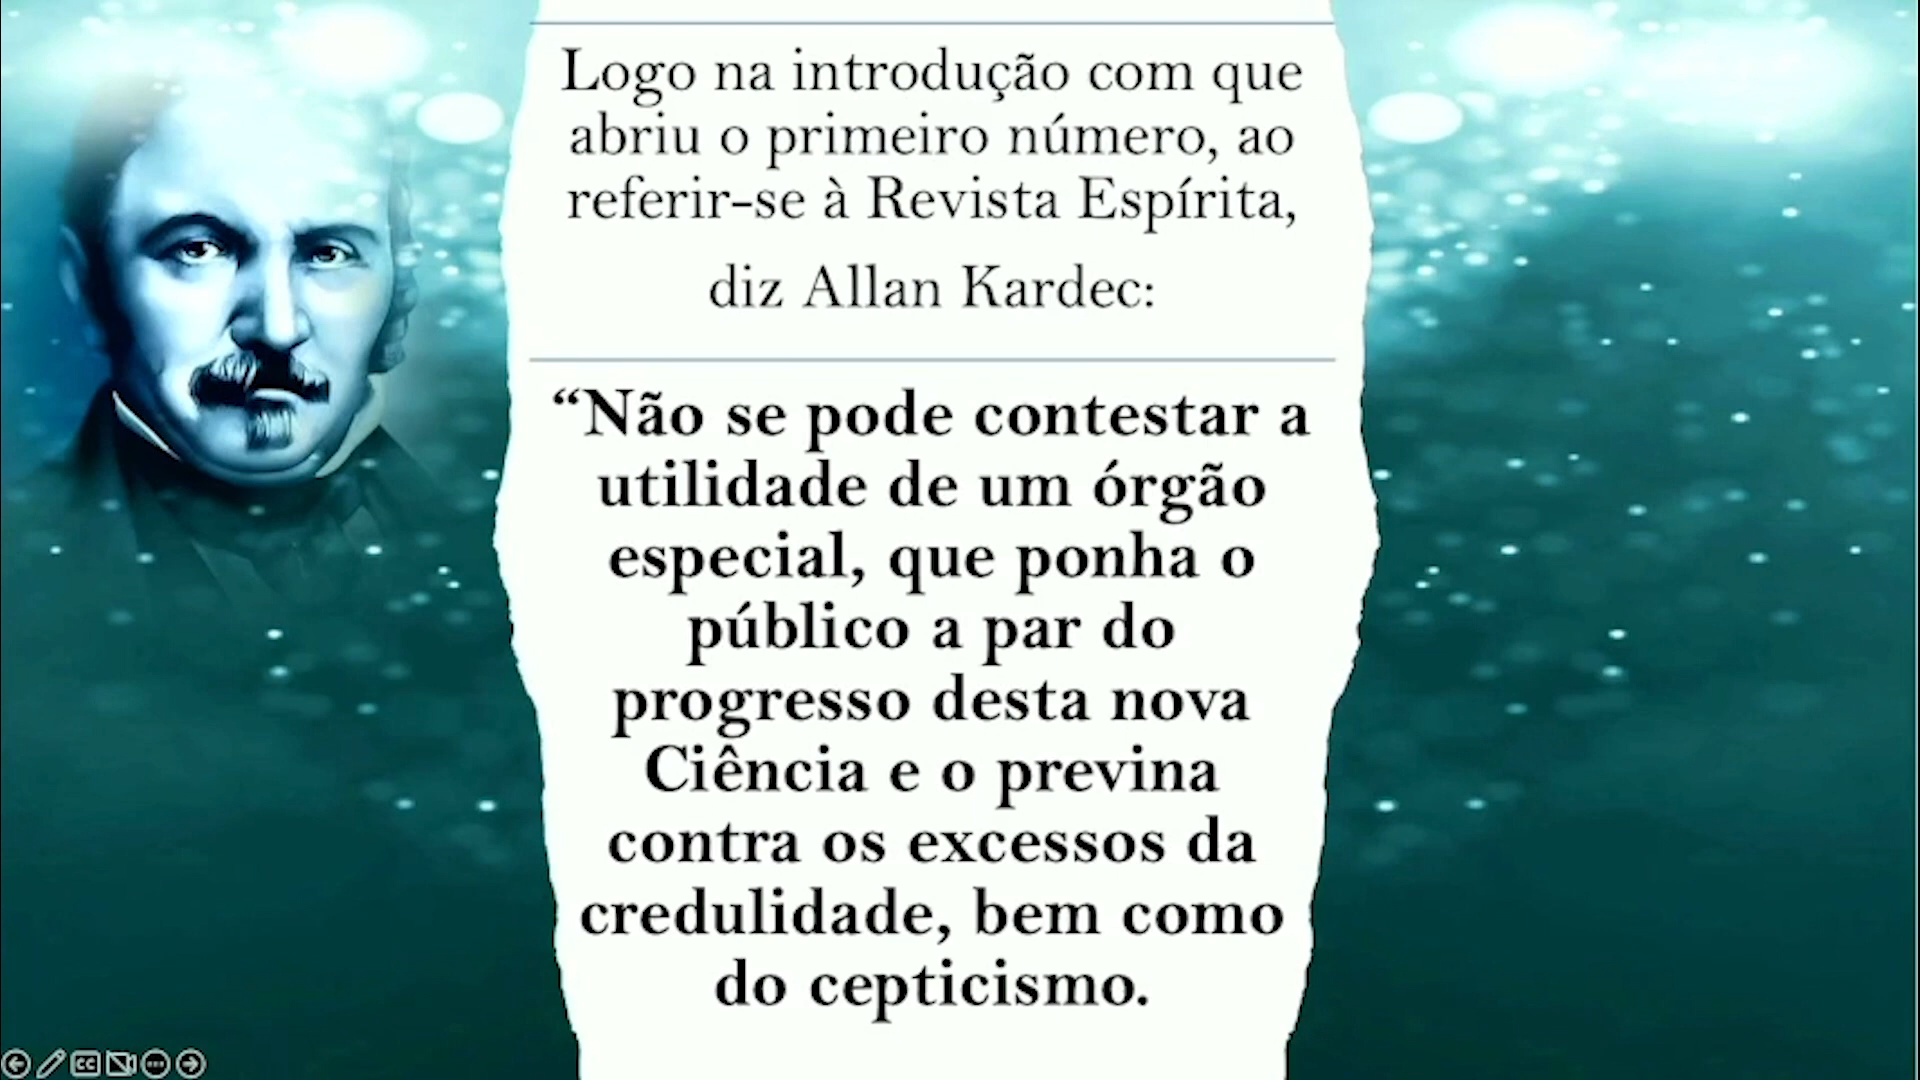 Logo na introdução com que
abriu o primeiro número, ao
referir-se à Revista Espírita,
diz Allan Kardec:
“Não se pode contestar a
utilidade de um órgão
especial, que ponha o
público a par do
progresso desta nova
Ciência e o previna
contra os excessos da
credulidade, bem como
do cepticismo.
CC